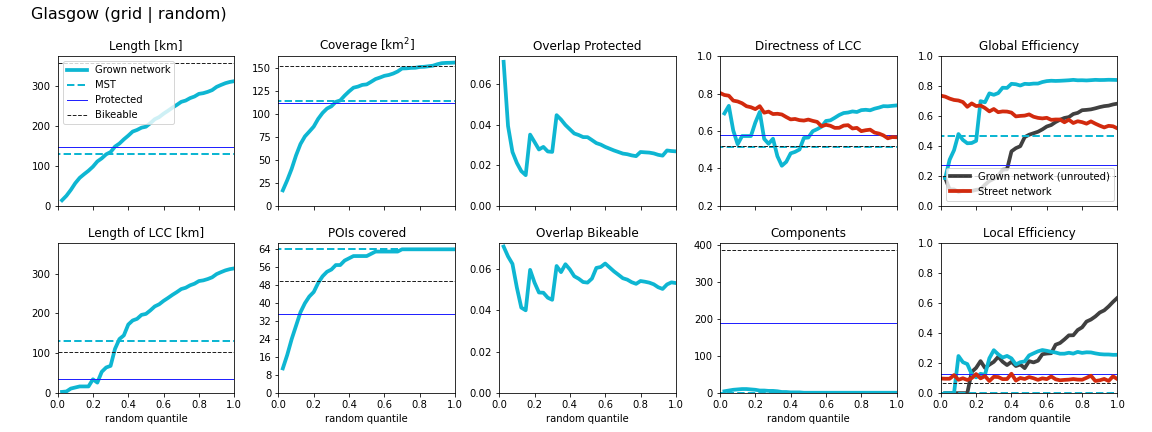 Glasgow (grid | random)
Length [km]
Coverage [km²]
Overlap Protected
Directness of LCC
Global Efficiency
300
200
100
0
Grown network
MST
Protected
Bikeable
150
125
100
75
50
25
0
0.06
0.04
0.02
0.00
1.0
0.8
0.6
0.4
0.2
1.0
0.8
0.6
0.4
0.2
0.0
Grown network (unrouted)
Street network
Length of LCC [km]
POIs covered
Overlap Bikeable
Components
Local Efficiency
300
200
100
0
0.0 0.2 0.4 0.6 0.8 1.0
random quantile
64
56
48
40
32
24
16
8
0
0.0 0.2 0.4 0.6 0.8 1.0
random quantile
0.06
0.04
0.02
0.00
0.0 0.2 0.4 0.6 0.8 1.0
random quantile
400
300
200
100
0
0.0 0.2 0.4 0.6 0.8 1.0
random quantile
1.0
0.8
0.6
0.4
0.2
0.0
0.0 0.2 0.4 0.6 0.8 1.0
random quantile